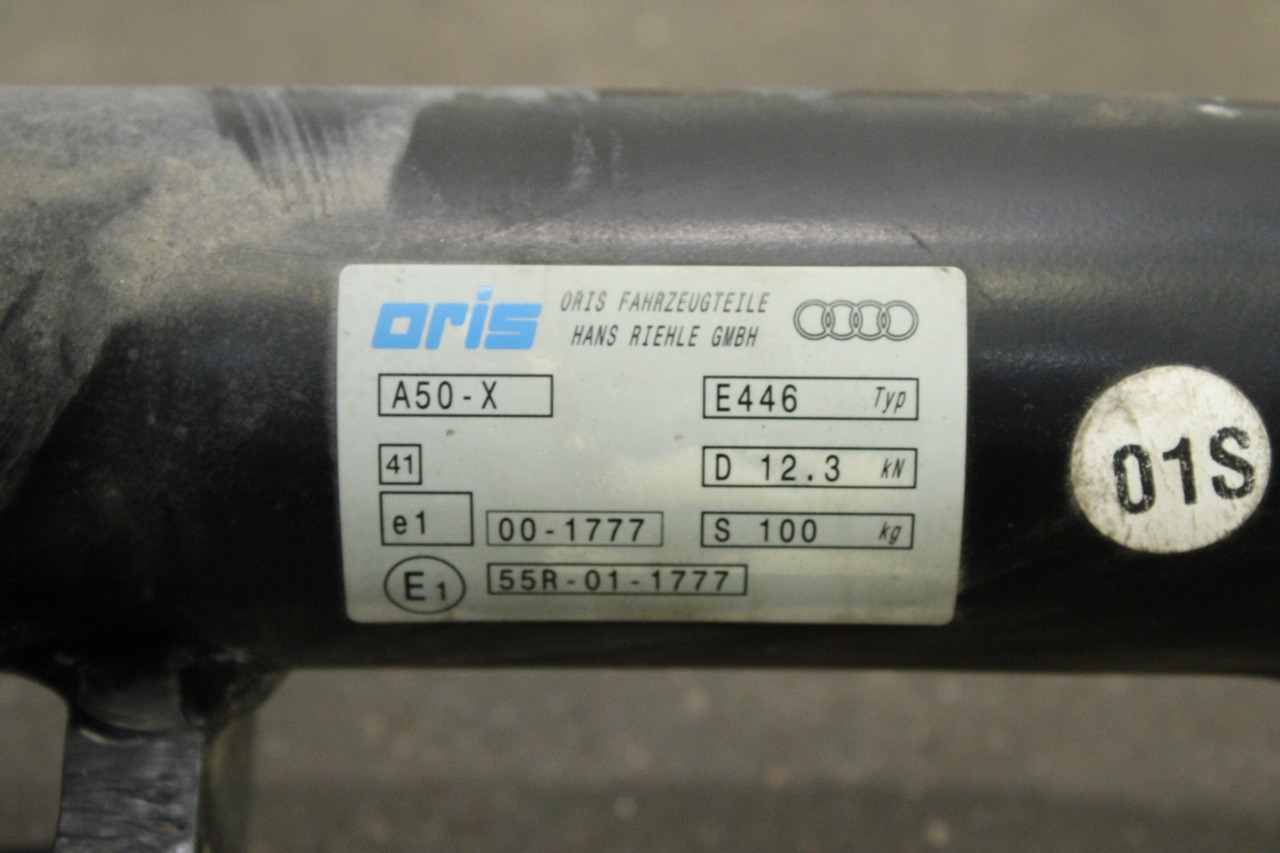 oris
ORIS FAHRZEUGTEILE
HANS RIEHLE GMBH
A50-X
E446 Typ
41
D 12.3 kN
e1
00-1777
S 100 kg
E1
55R-01-1777
01S